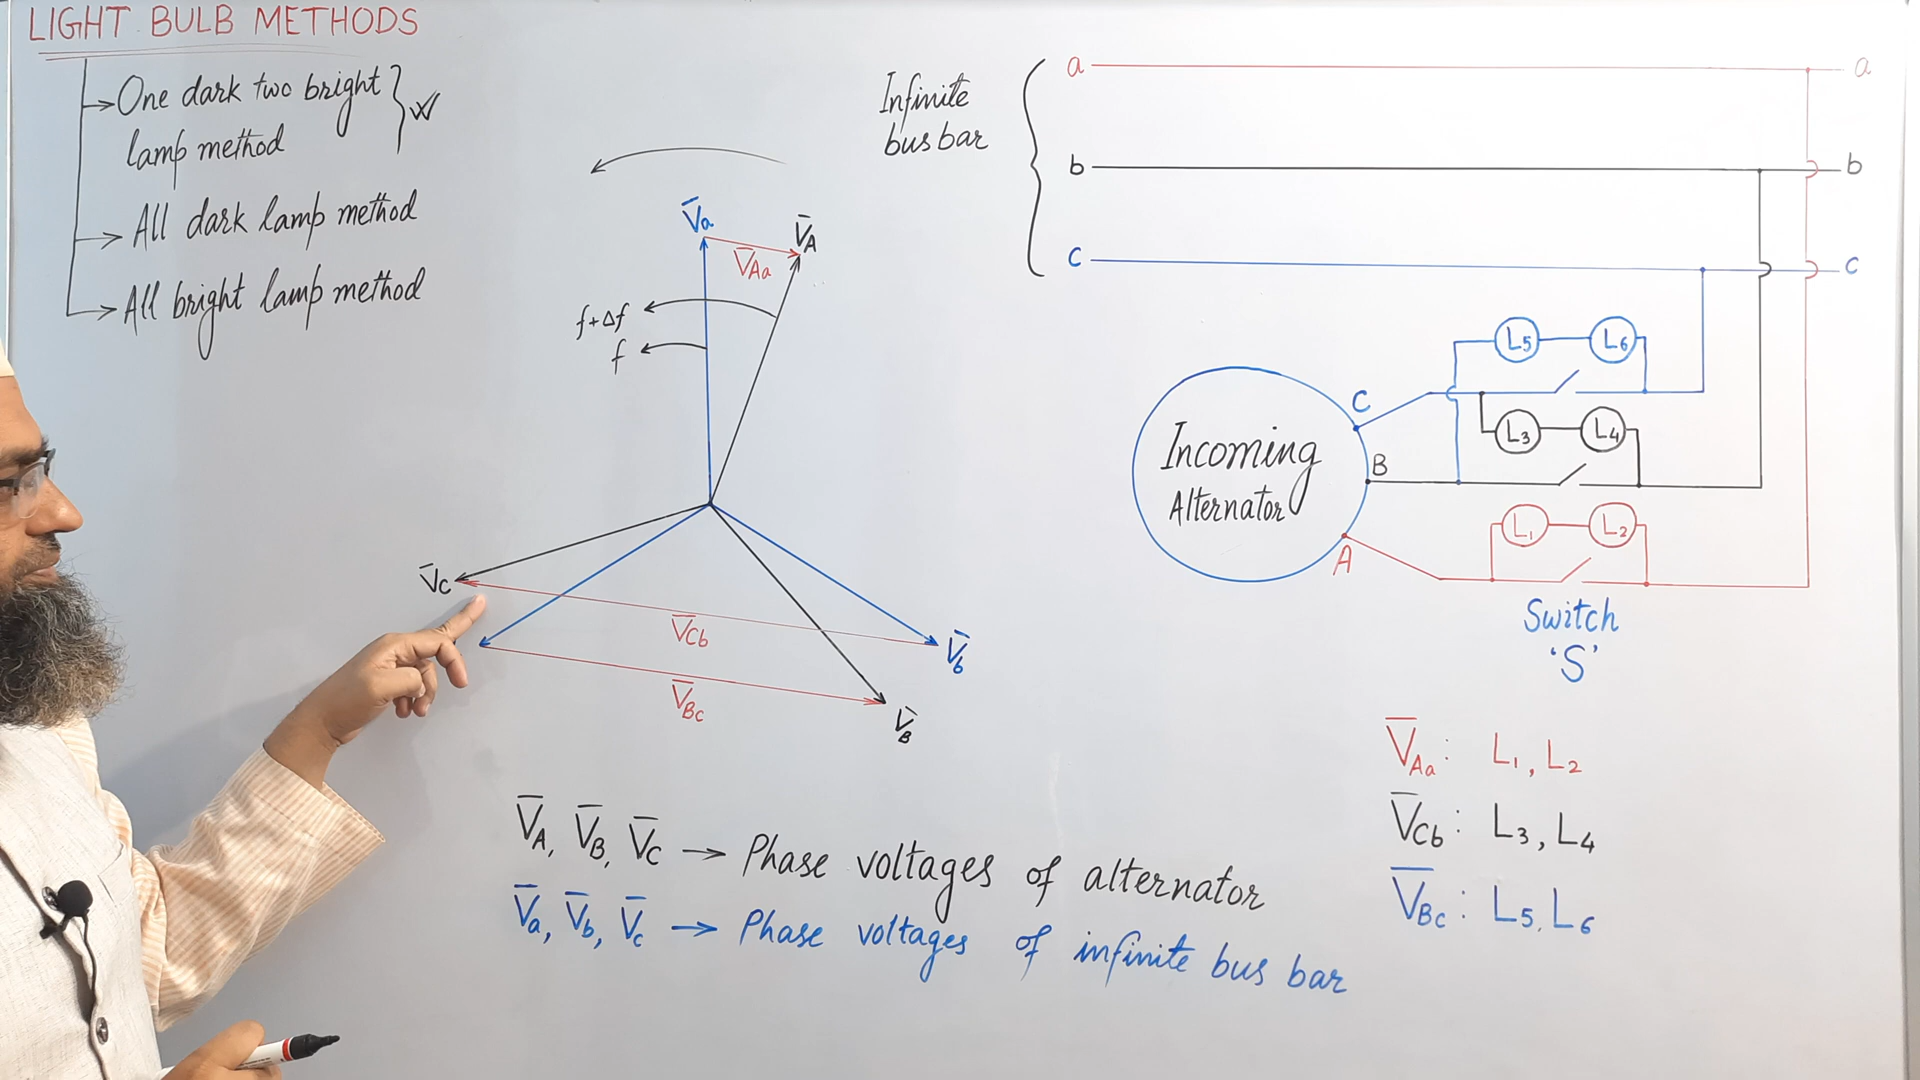 LIGHT BULB METHODS
One dark two bright
lamp method
All dark lamp method
All bright lamp method
Infinite
bus bar
a
a
b
b
c
c
V̅a
V̅A
V̅Aa
f+Δf
f
V̅C
V̅Cb
V̅b
V̅Bc
V̅B
L5
L6
C
L3
L4
Incoming
Alternator
B
L1
L2
A
Switch
'S'
V̅Aa : L1, L2
V̅Cb : L3, L4
V̅Bc : L5, L6
V̅A, V̅B, V̅C → Phase voltages of alternator
V̅a, V̅b, V̅c → Phase voltages of infinite bus bar